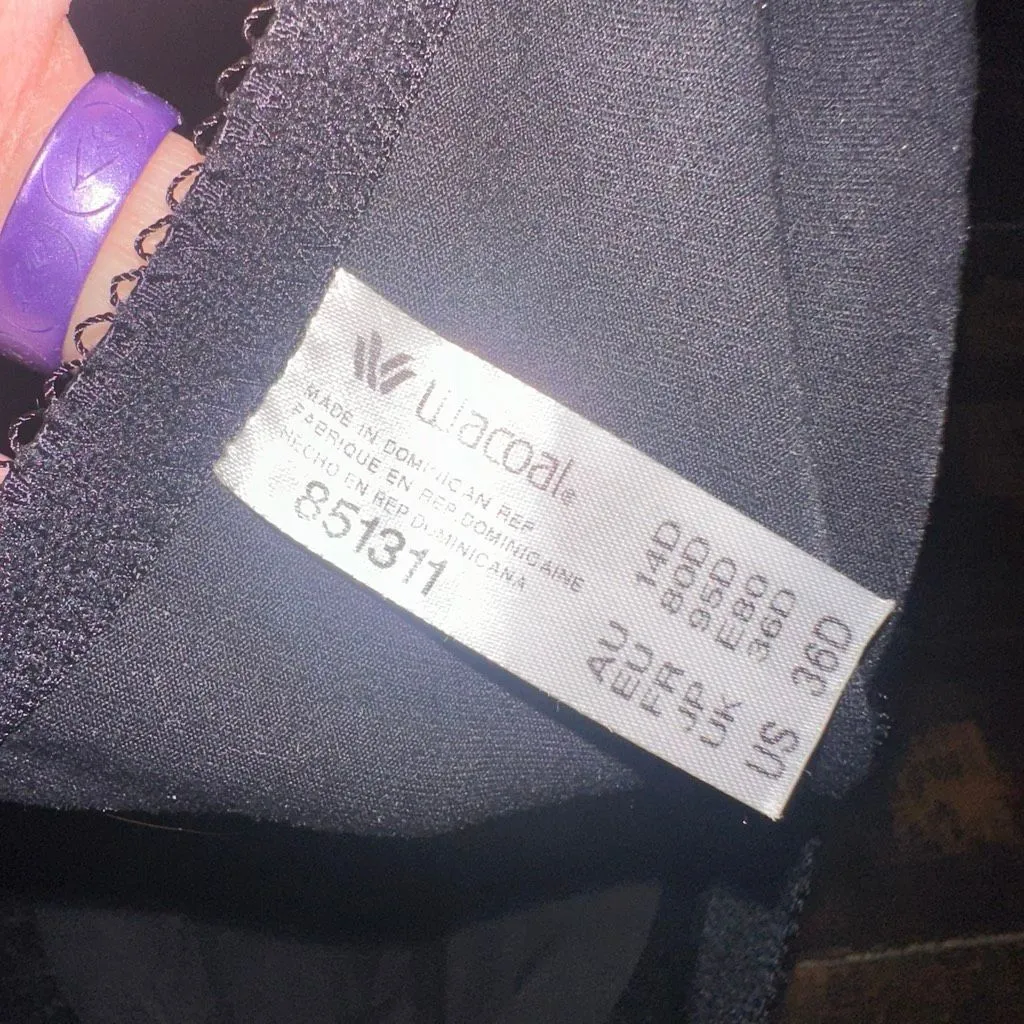 wacoal®
MADE IN DOMINICAN REP
FABRIQUE EN REP.DOMINICAINE
HECHO EN REP.DOMINICANA
851311
AU 14D
EU 80D
FR 95D
JP E80
UK 36D
US 36D